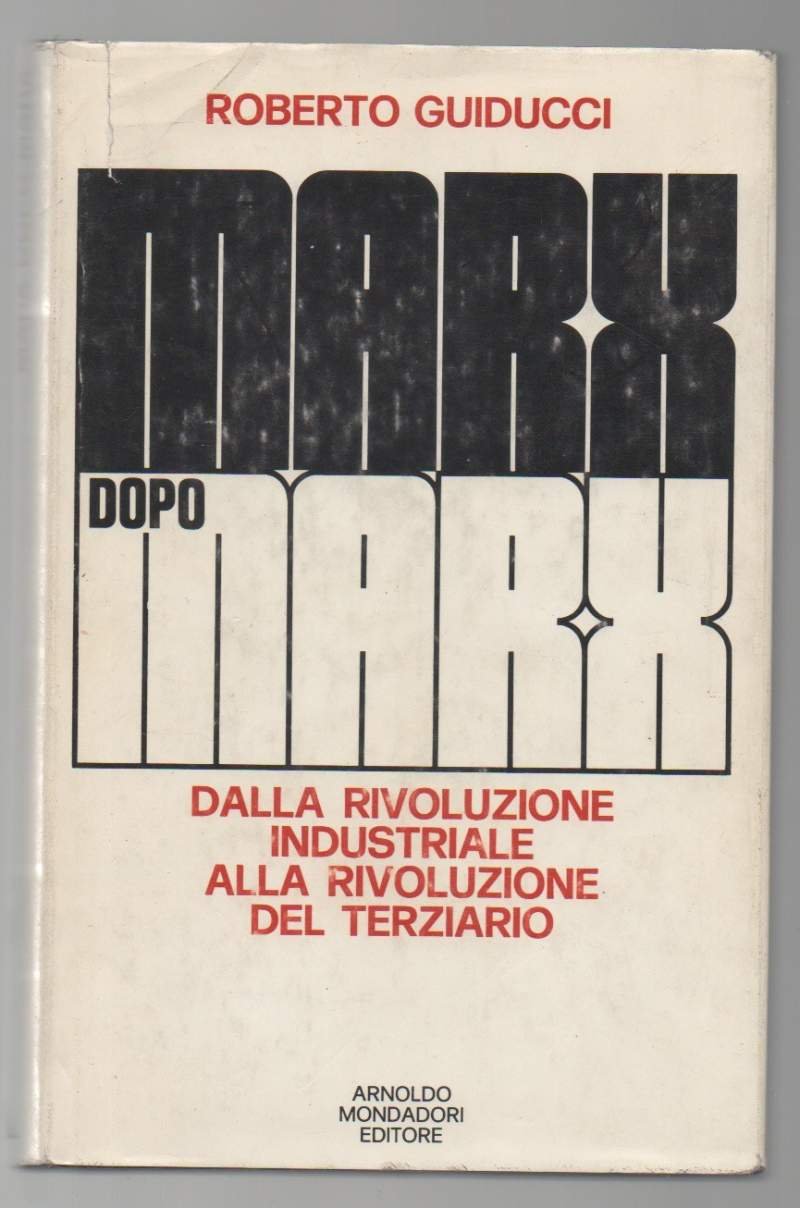 ROBERTO GUIDUCCI
MARX
DOPO
MARX
DALLA RIVOLUZIONE
INDUSTRIALE
ALLA RIVOLUZIONE
DEL TERZIARIO
ARNOLDO
MONDADORI
EDITORE